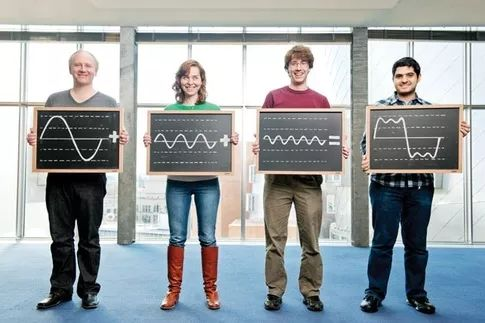 +
+
=